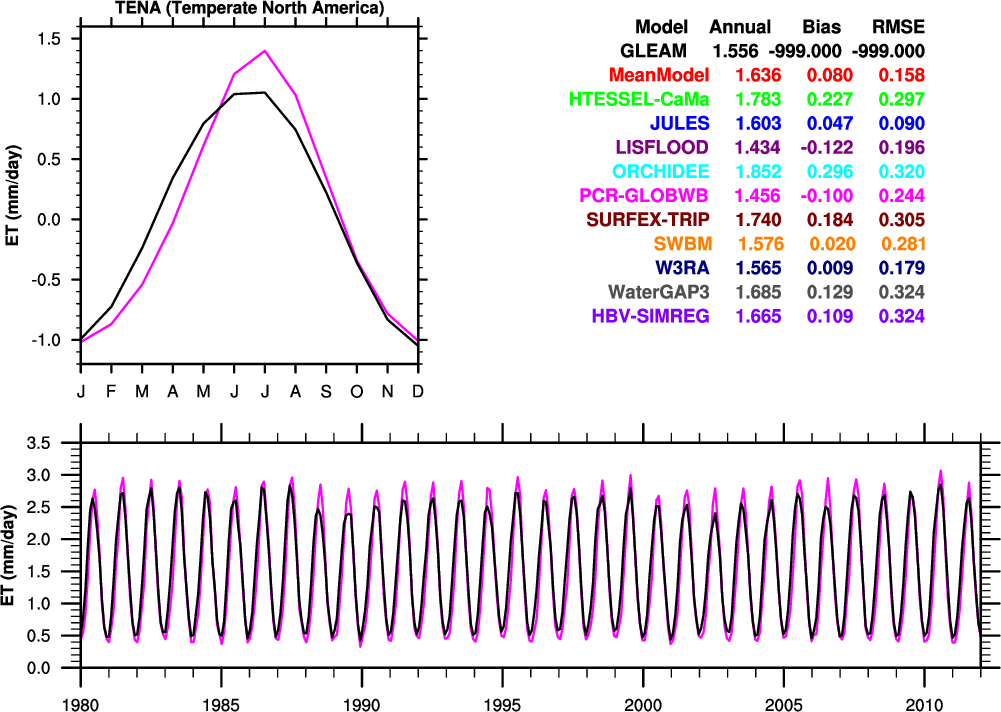 TENA (Temperate North America)
ET (mm/day)
1.5
1.0
0.5
0.0
-0.5
-1.0
J F M A M J J A S O N D
Model Annual Bias RMSE
GLEAM 1.556 -999.000 -999.000
MeanModel 1.636 0.080 0.158
HTESSEL-CaMa 1.783 0.227 0.297
JULES 1.603 0.047 0.090
LISFLOOD 1.434 -0.122 0.196
ORCHIDEE 1.852 0.296 0.320
PCR-GLOBWB 1.456 -0.100 0.244
SURFEX-TRIP 1.740 0.184 0.305
SWBM 1.576 0.020 0.281
W3RA 1.565 0.009 0.179
WaterGAP3 1.685 0.129 0.324
HBV-SIMREG 1.665 0.109 0.324
ET (mm/day)
3.5
3.0
2.5
2.0
1.5
1.0
0.5
0.0
1980 1985 1990 1995 2000 2005 2010